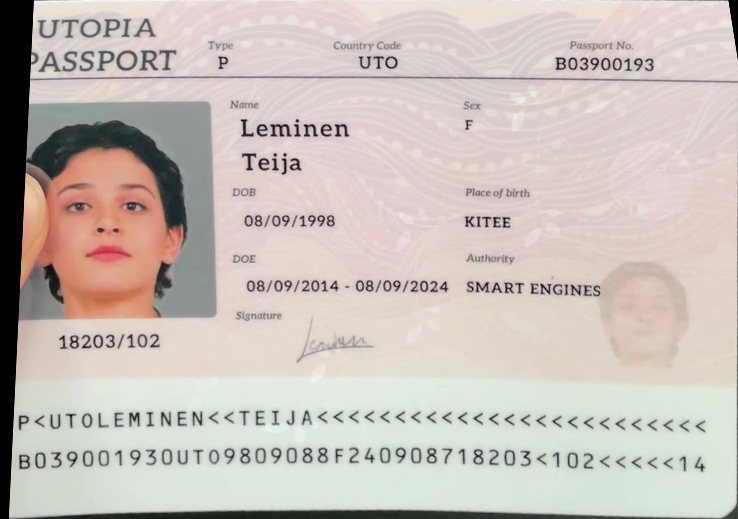 UTOPIA
PASSPORT
Type
P
Country Code
UTO
Passport No.
B03900193
Name
Leminen
Teija
Sex
F
DOB
08/09/1998
Place of birth
KITEE
DOE
08/09/2014 - 08/09/2024
Authority
SMART ENGINES
Signature
Leminen
18203/102
P<UTOLEMINEN<<TEIJA<<<<<<<<<<<<<<<<<<<<<<<<<
B039001930UTO9809088F240908718203<102<<<<<14